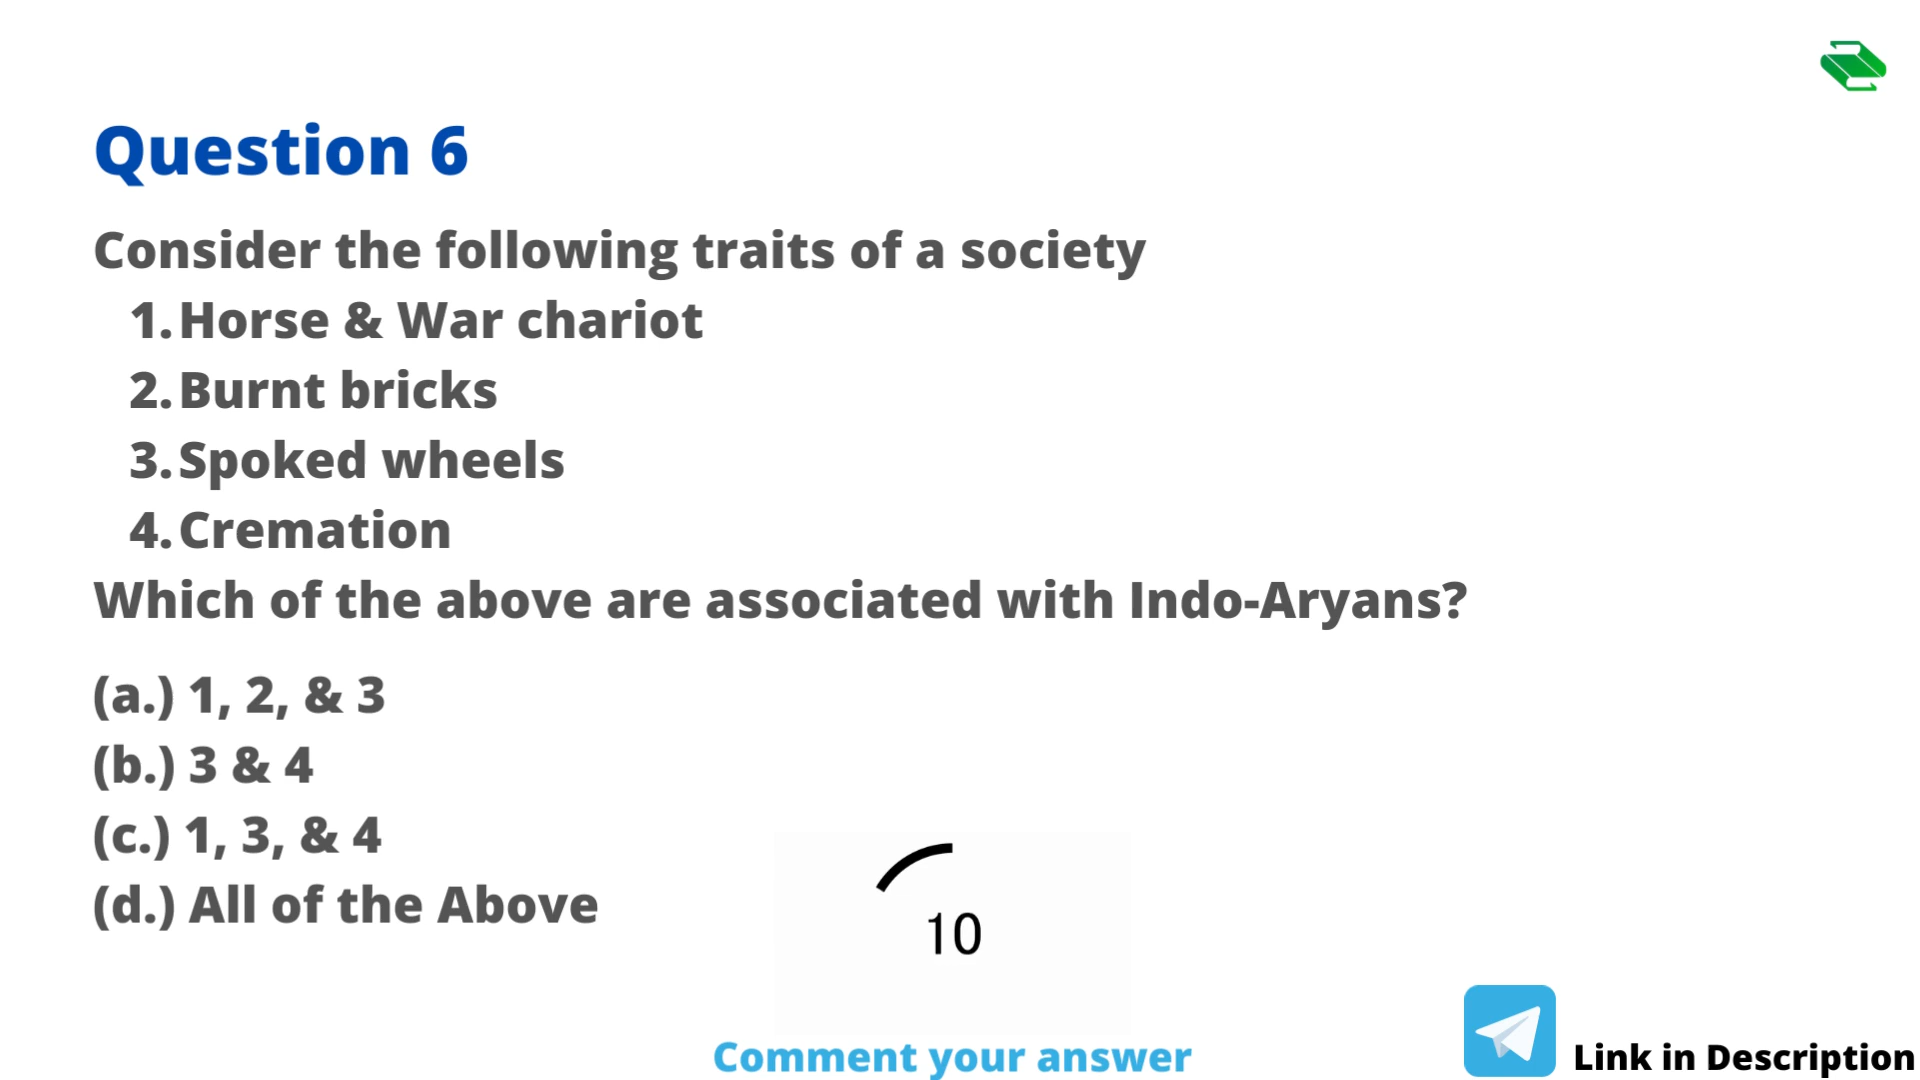 Question 6
Consider the following traits of a society
1. Horse & War chariot
2. Burnt bricks
3. Spoked wheels
4. Cremation
Which of the above are associated with Indo-Aryans?
(a.) 1, 2, & 3
(b.) 3 & 4
(c.) 1, 3, & 4
(d.) All of the Above
10
Comment your answer
Link in Description